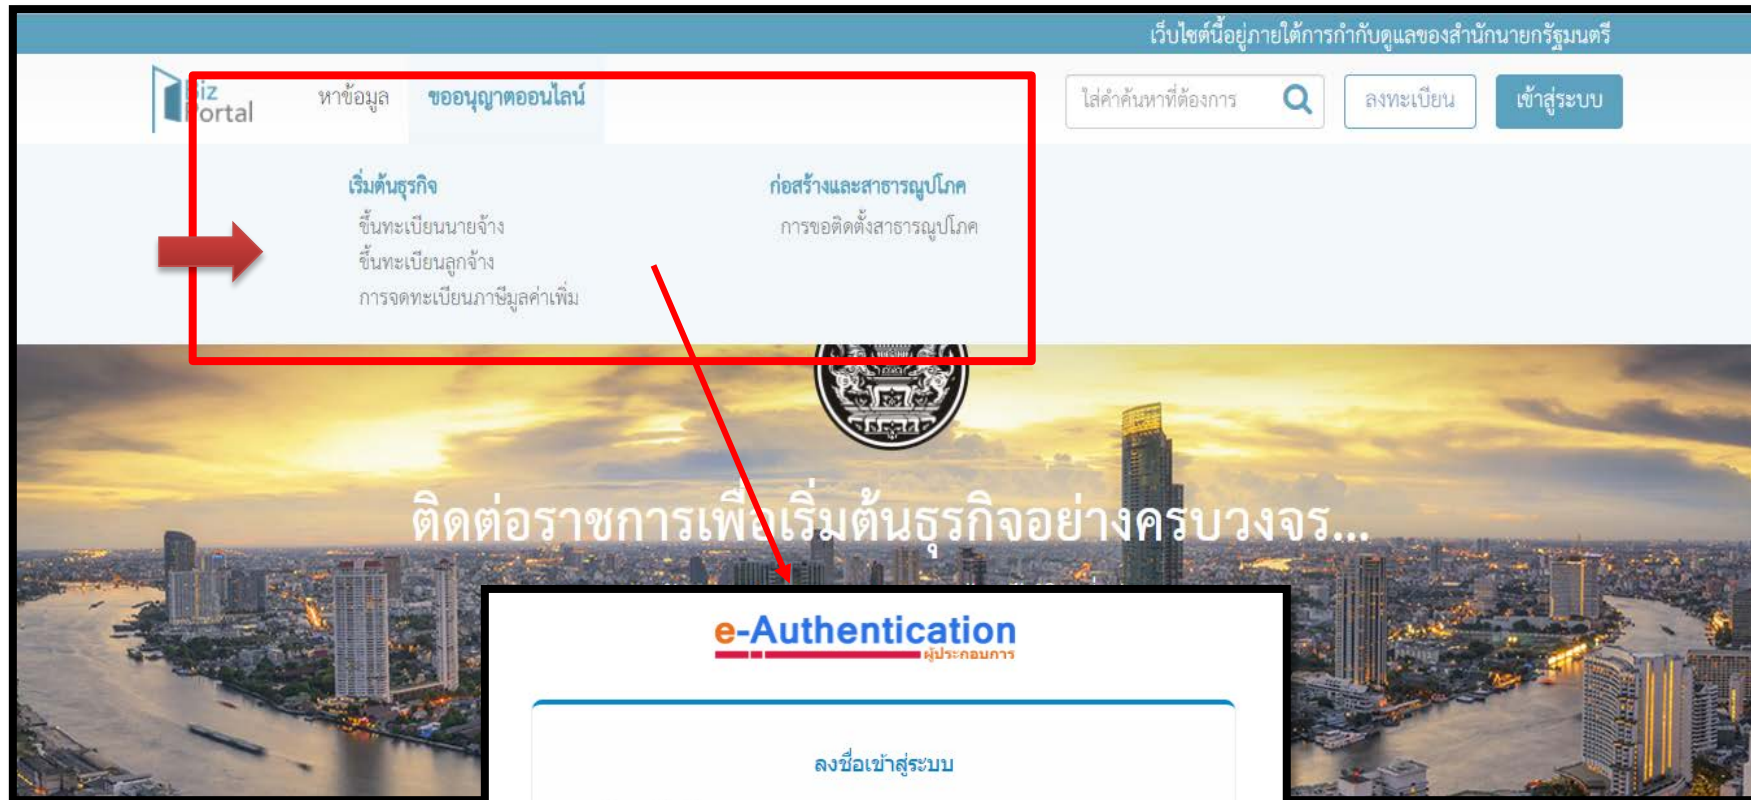 เว็บไซต์นี้อยู่ภายใต้การกำกับดูแลของสำนักนายกรัฐมนตรี
Biz
Portal
หาข้อมูล ขออนุญาตออนไลน์ ใส่คำค้นหาที่ต้องการ ลงทะเบียน เข้าสู่ระบบ
เริ่มต้นธุรกิจ
ขึ้นทะเบียนนายจ้าง
ขึ้นทะเบียนลูกจ้าง
การจดทะเบียนภาษีมูลค่าเพิ่ม
ก่อสร้างและสาธารณูปโภค
การขอติดตั้งสาธารณูปโภค
ติดต่อราชการเพื่อเริ่มต้นธุรกิจอย่างครบวงจร...
e-Authentication
ผู้ประกอบการ
ลงชื่อเข้าสู่ระบบ